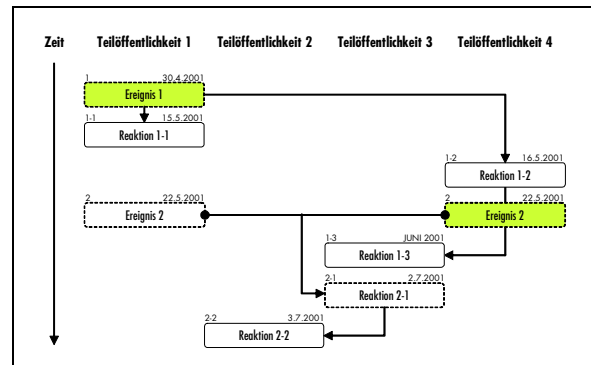 Zeit Teilöffentlichkeit 1 Teilöffentlichkeit 2 Teilöffentlichkeit 3 Teilöffentlichkeit 4
1 30.4.2001
Ereignis 1
1-1 15.5.2001
Reaktion 1-1
1-2 16.5.2001
Reaktion 1-2
2 22.5.2001 2 22.5.2001
Ereignis 2 Ereignis 2
1-3 JUNI 2001
Reaktion 1-3
2-1 2.7.2001
Reaktion 2-1
2-2 3.7.2001
Reaktion 2-2